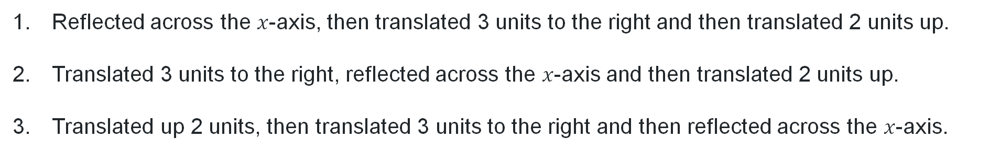 1. Reflected across the x-axis, then translated 3 units to the right and then translated 2 units up.
2. Translated 3 units to the right, reflected across the x-axis and then translated 2 units up.
3. Translated up 2 units, then translated 3 units to the right and then reflected across the x-axis.